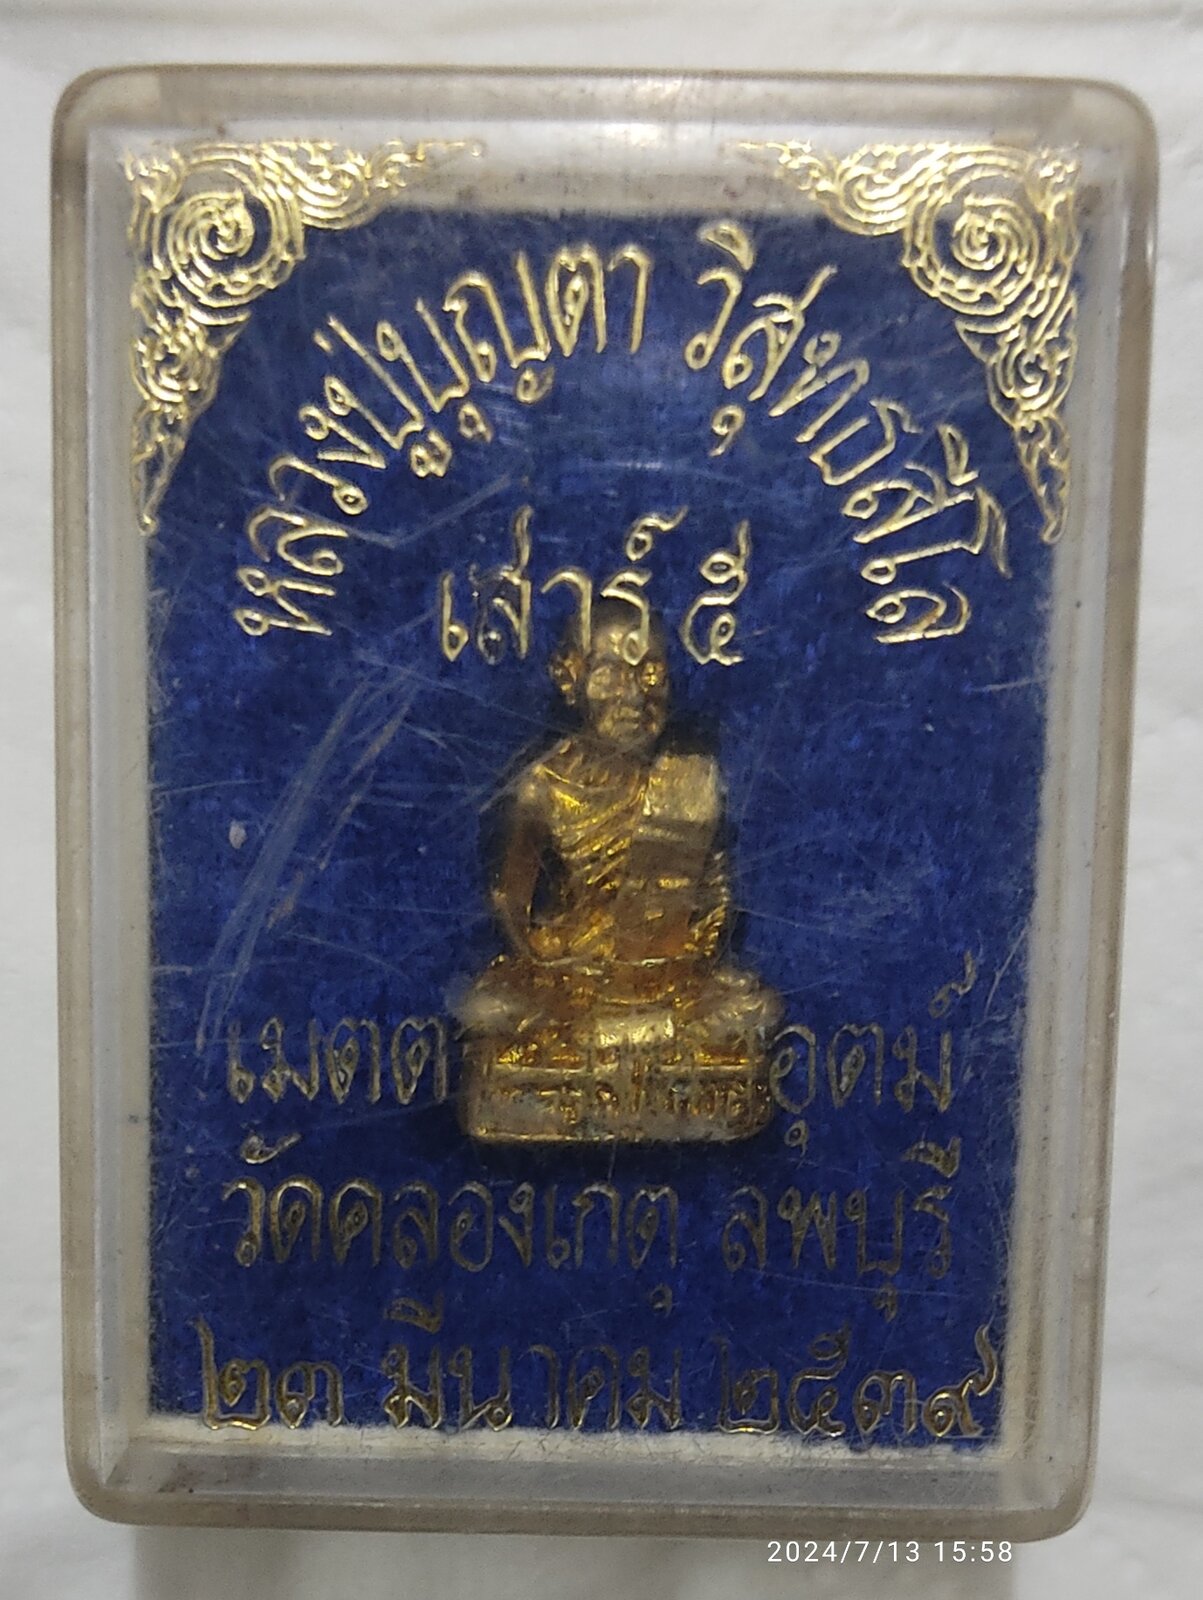 หลวงปู่บุญตา วิสุทธสีโล
เสาร์ ๕
เมตต อุตม์
วัดคลองเกตุ ลพบุรี
๒๓ มีนาคม ๒๕๓๙
2024/7/13 15:58